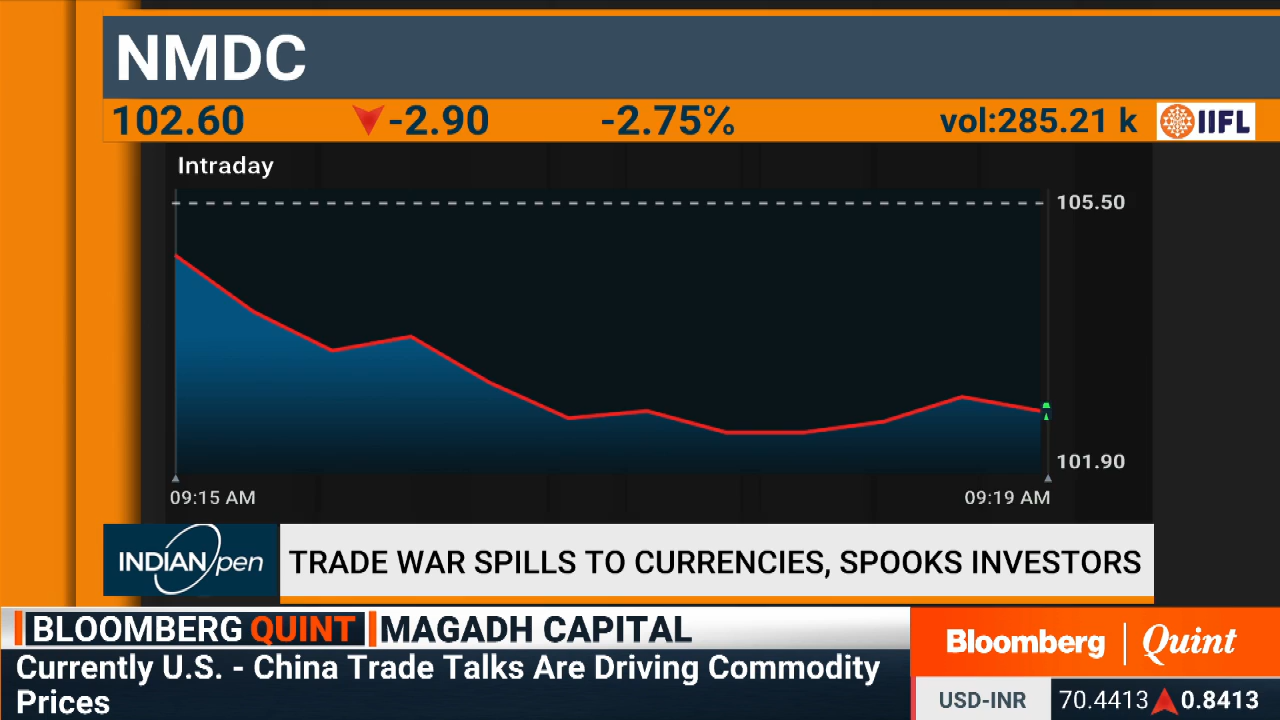 NMDC
102.60 -2.90 -2.75% vol:285.21 k IIFL
Intraday
105.50
101.90
09:15 AM 09:19 AM
INDIAN pen TRADE WAR SPILLS TO CURRENCIES, SPOOKS INVESTORS
BLOOMBERG QUINT MAGADH CAPITAL
Currently U.S. - China Trade Talks Are Driving Commodity
Prices
Bloomberg | Quint
USD-INR 70.4413 0.8413